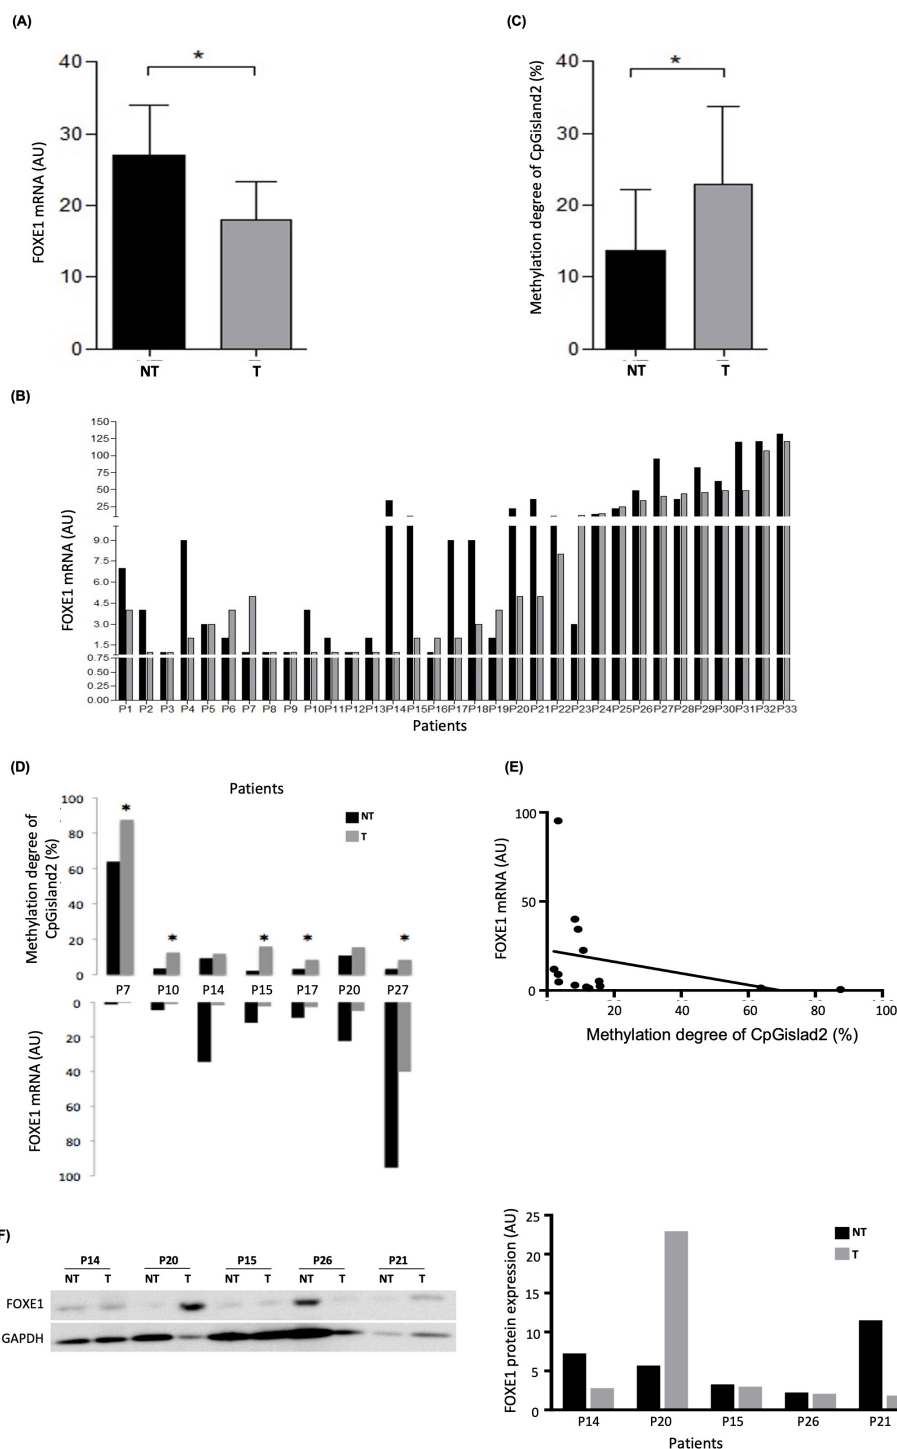 (A)
(C)
40
30
20
10
0
FOXE1 mRNA (AU)
*
NT
T
40
30
20
10
0
Methylation degree of CpGisland2 (%)
*
NT
T
(B)
150
125
100
75
50
25
9.0
7.5
6.0
4.5
3.0
1.5
0.75
0.50
0.25
0.00
FOXE1 mRNA (AU)
P1 P2 P3 P4 P5 P6 P7 P8 P9 P10 P11 P12 P13 P14 P15 P16 P17 P18 P19 P20 P21 P22 P23 P24 P25 P26 P27 P28 P29 P30 P31 P32 P33
Patients
(D)
(E)
Patients
100
80
60
40
20
0
Methylation degree of
CpGisland2 (%)
NT
T
* * * * *
P7 P10 P14 P15 P17 P20 P27
0
20
40
60
80
100
FOXE1 mRNA (AU)
100
50
0
FOXE1 mRNA (AU)
20 40 60 80 100
Methylation degree of CpGislad2 (%)
F)
P14 P20 P15 P26 P21
NT T NT T NT T NT T NT T
FOXE1
GAPDH
25
20
15
10
5
0
FOXE1 protein expression (AU)
NT
T
P14 P20 P15 P26 P21
Patients